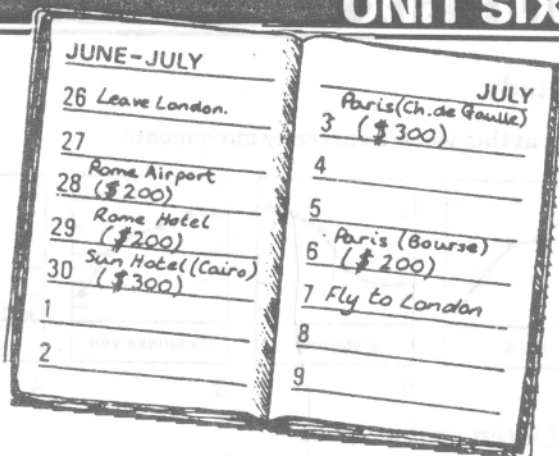 UNIT SIX
JUNE-JULY
26 Leave London.
27
Rome Airport
28 ($200)
Rome Hotel
29 ($200)
Sun Hotel (Cairo)
30 ($300)
1
2
JULY
Paris (Ch. de Gaulle)
3 ($300)
4
5
Paris (Bourse)
6 ($200)
7 Fly to London
8
9